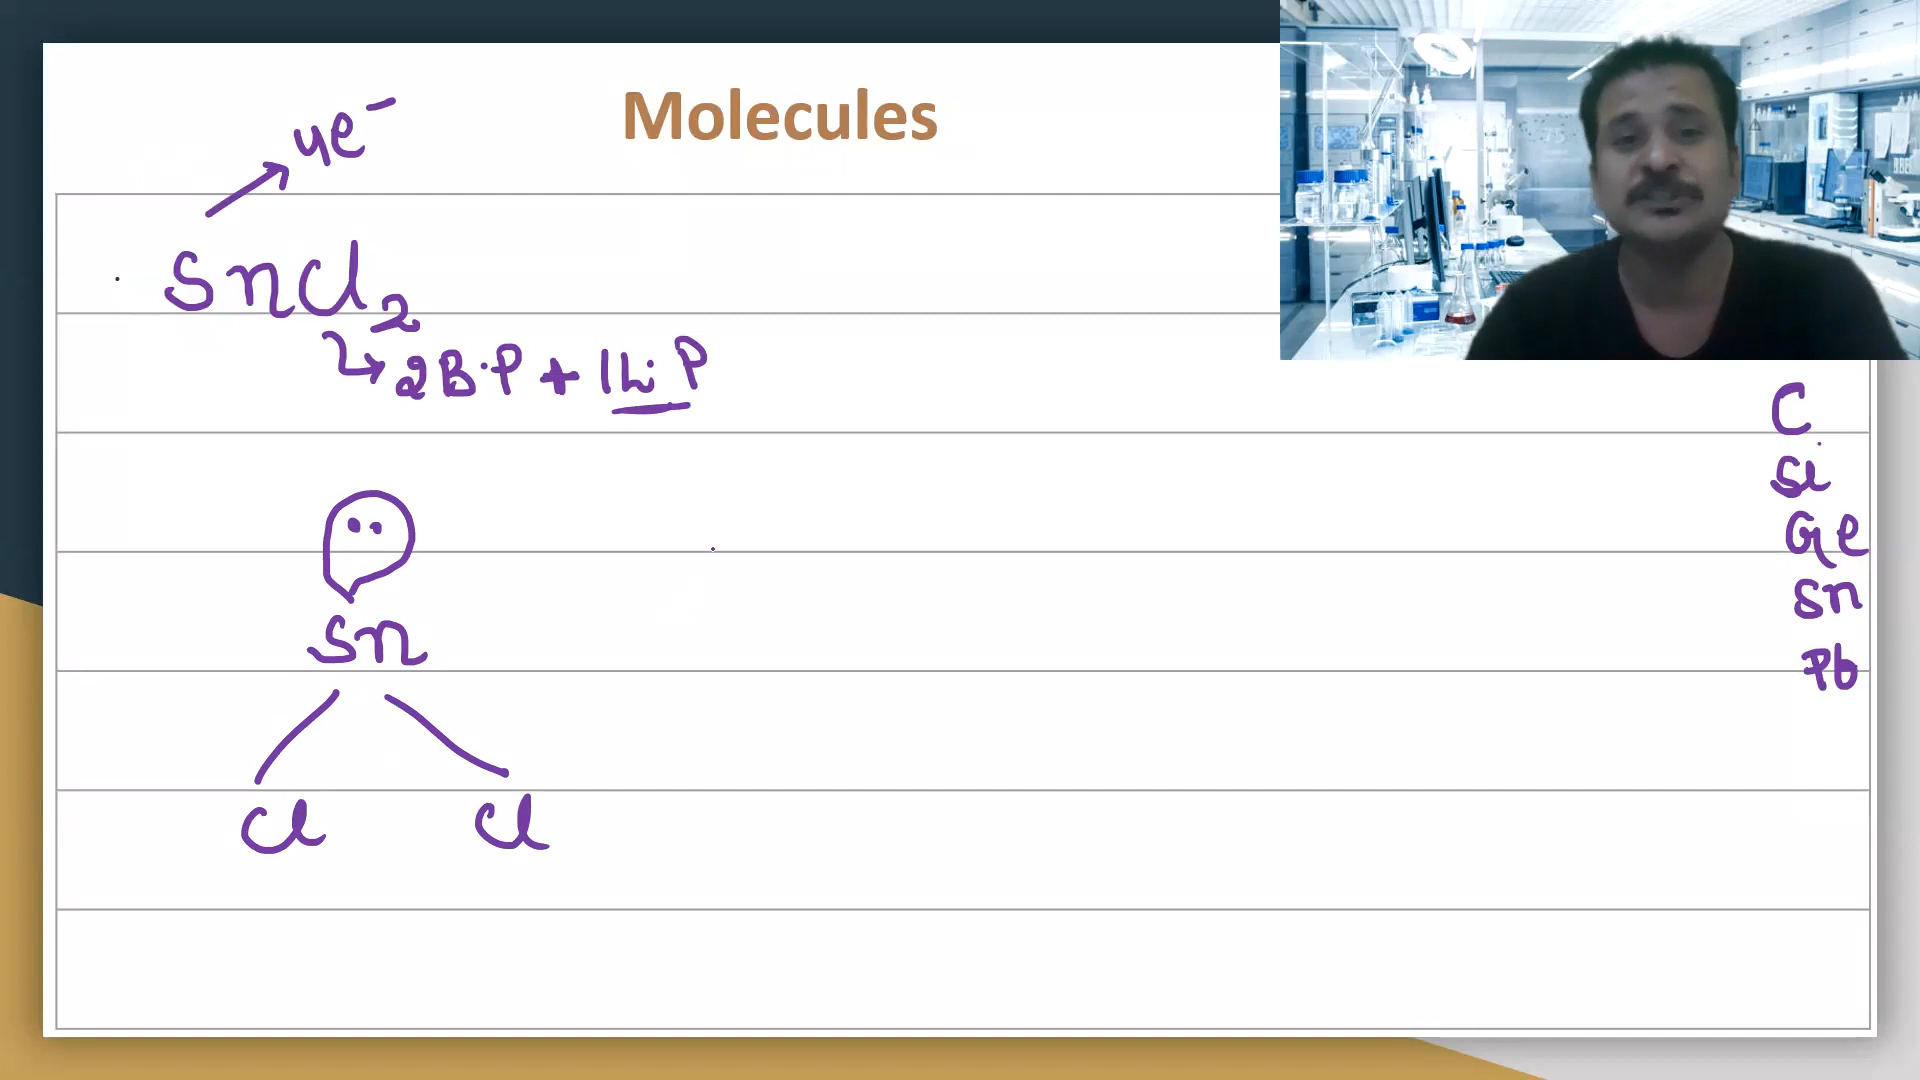 Molecules
4e⁻
SnCl₂
2B.P + 1L.P
Sn
Cl Cl
C
Si
Ge
Sn
Pb